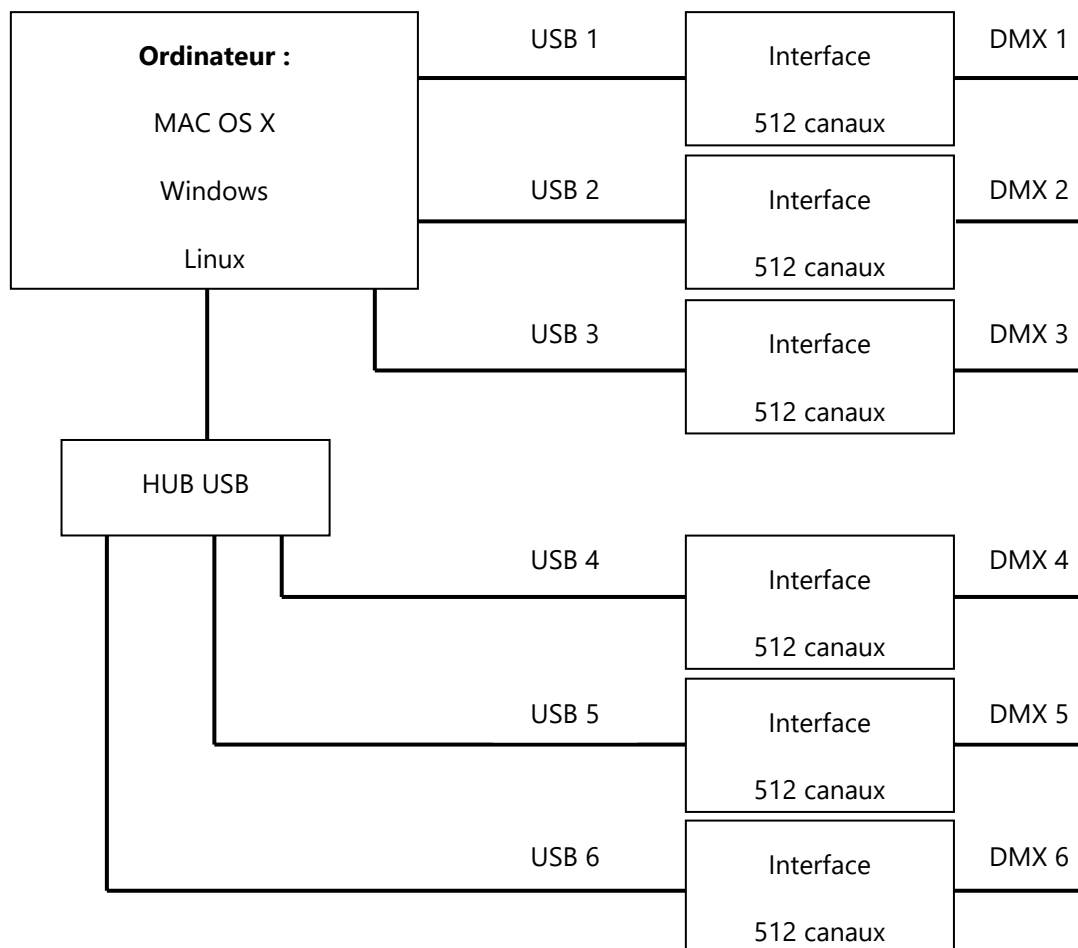 Ordinateur :
MAC OS X
Windows
Linux
USB 1
Interface
512 canaux
DMX 1
USB 2
Interface
512 canaux
DMX 2
USB 3
Interface
512 canaux
DMX 3
HUB USB
USB 4
Interface
512 canaux
DMX 4
USB 5
Interface
512 canaux
DMX 5
USB 6
Interface
512 canaux
DMX 6